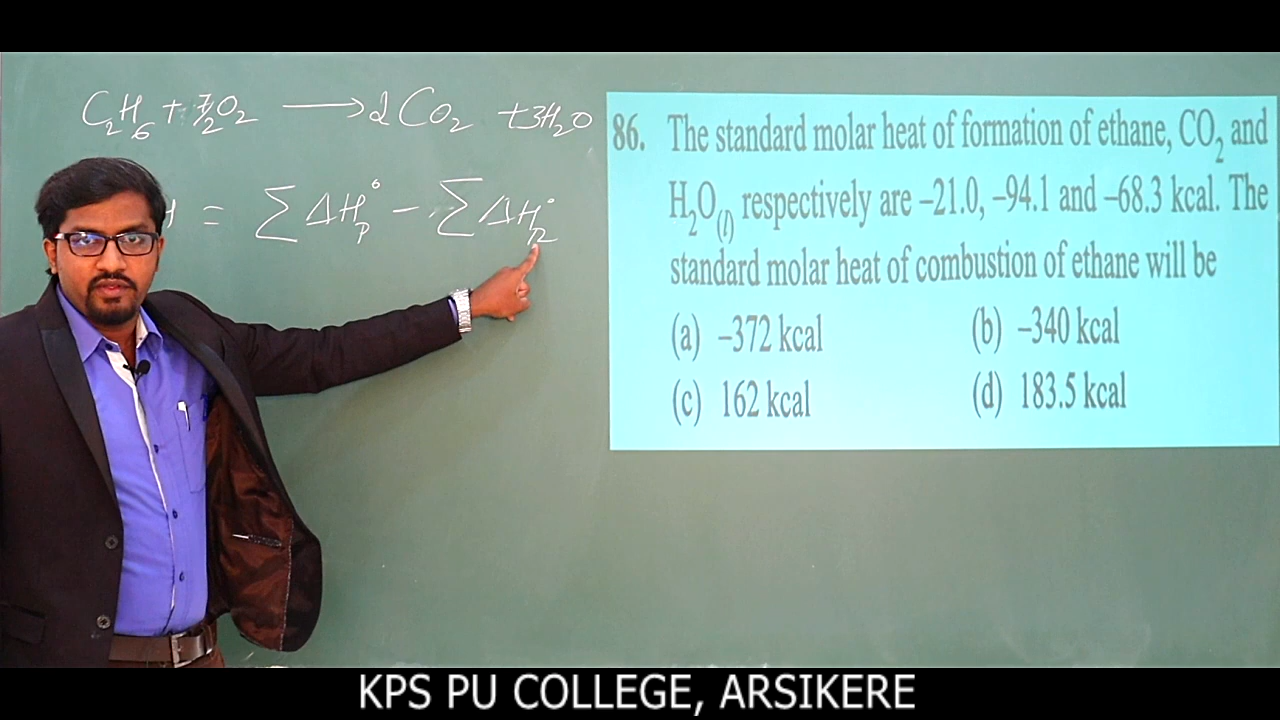 C₂H₆ + 7/2 O₂ ⟶ 2CO₂ + 3H₂O
H = ∑ΔH°p − ∑ΔH°R
86. The standard molar heat of formation of ethane, CO₂ and
H₂O(l) respectively are –21.0, –94.1 and –68.3 kcal. The
standard molar heat of combustion of ethane will be
(a) –372 kcal (b) –340 kcal
(c) 162 kcal (d) 183.5 kcal
KPS PU COLLEGE, ARSIKERE